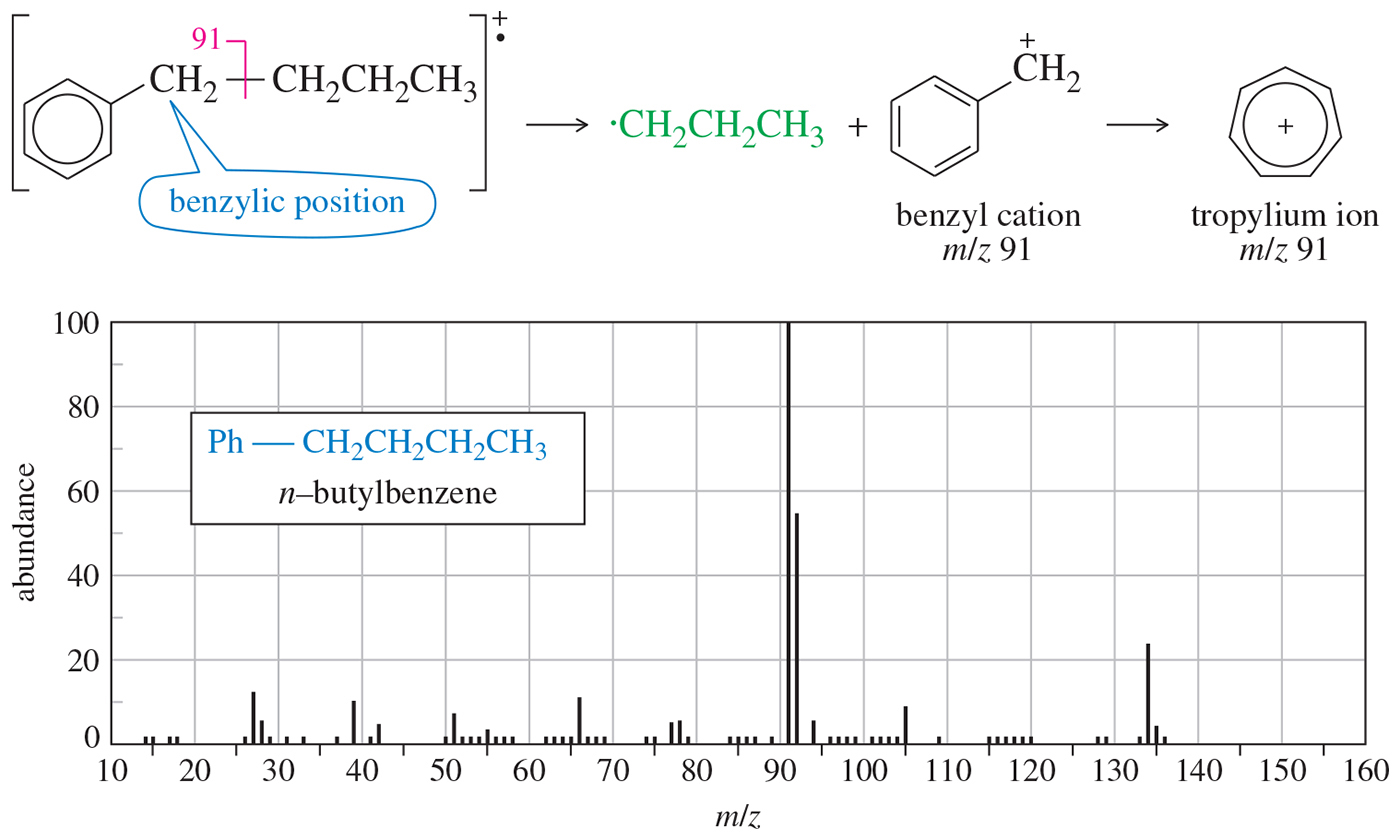 [Ph 91 CH₂—CH₂CH₂CH₃]⁺• → ·CH₂CH₂CH₃ + ⁺CH₂ → +
benzylic position
benzyl cation
m/z 91
tropylium ion
m/z 91
100
80
60
40
20
0
abundance
Ph — CH₂CH₂CH₂CH₃
n–butylbenzene
10 20 30 40 50 60 70 80 90 100 110 120 130 140 150 160
m/z